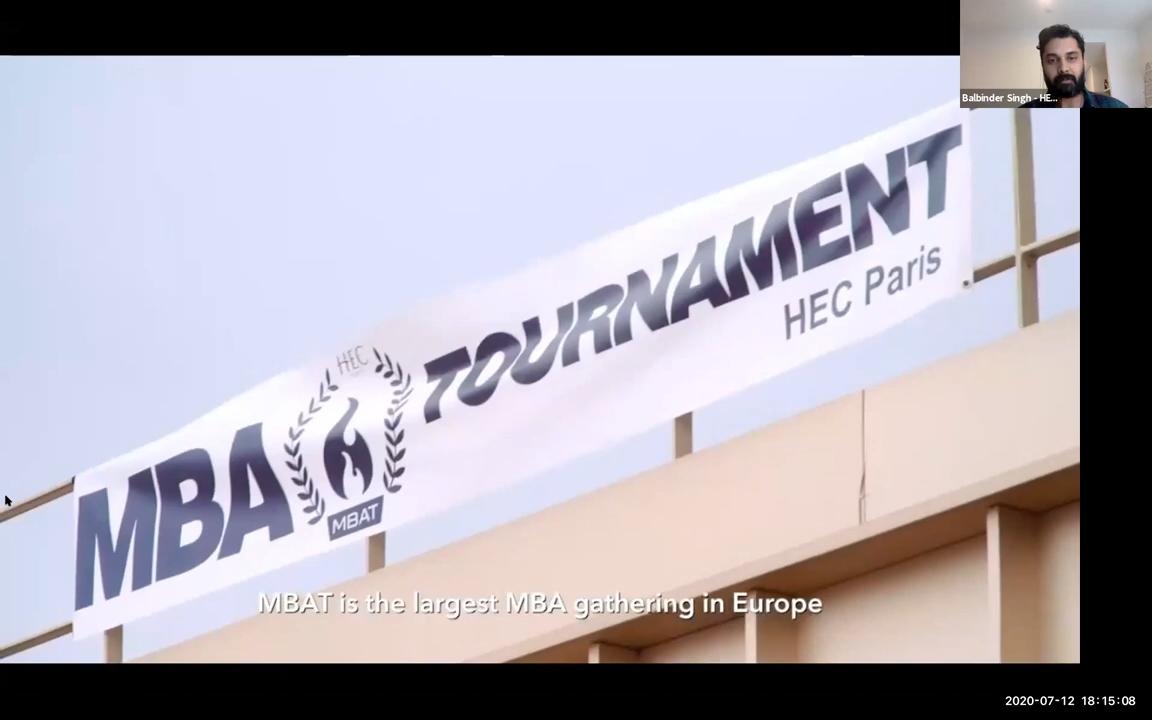 Balbinder Singh - HE...
MBA TOURNAMENT
HEC Paris
HEC
MBAT
MBAT is the largest MBA gathering in Europe
2020-07-12 18:15:08